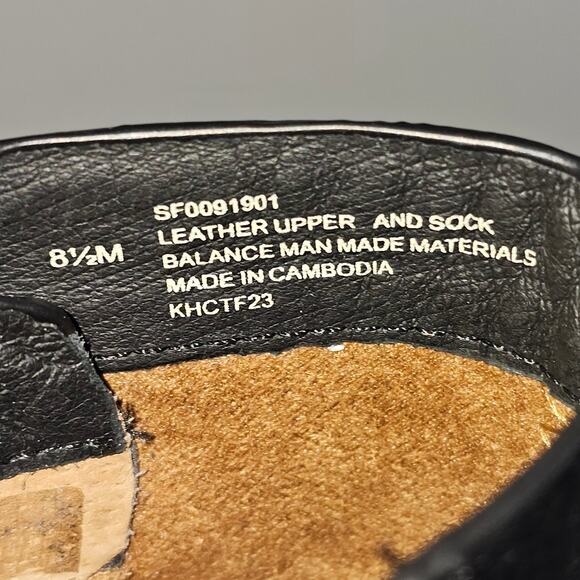 SF0091901
LEATHER UPPER AND SOCK
8½M
BALANCE MAN MADE MATERIALS
MADE IN CAMBODIA
KHCTF23